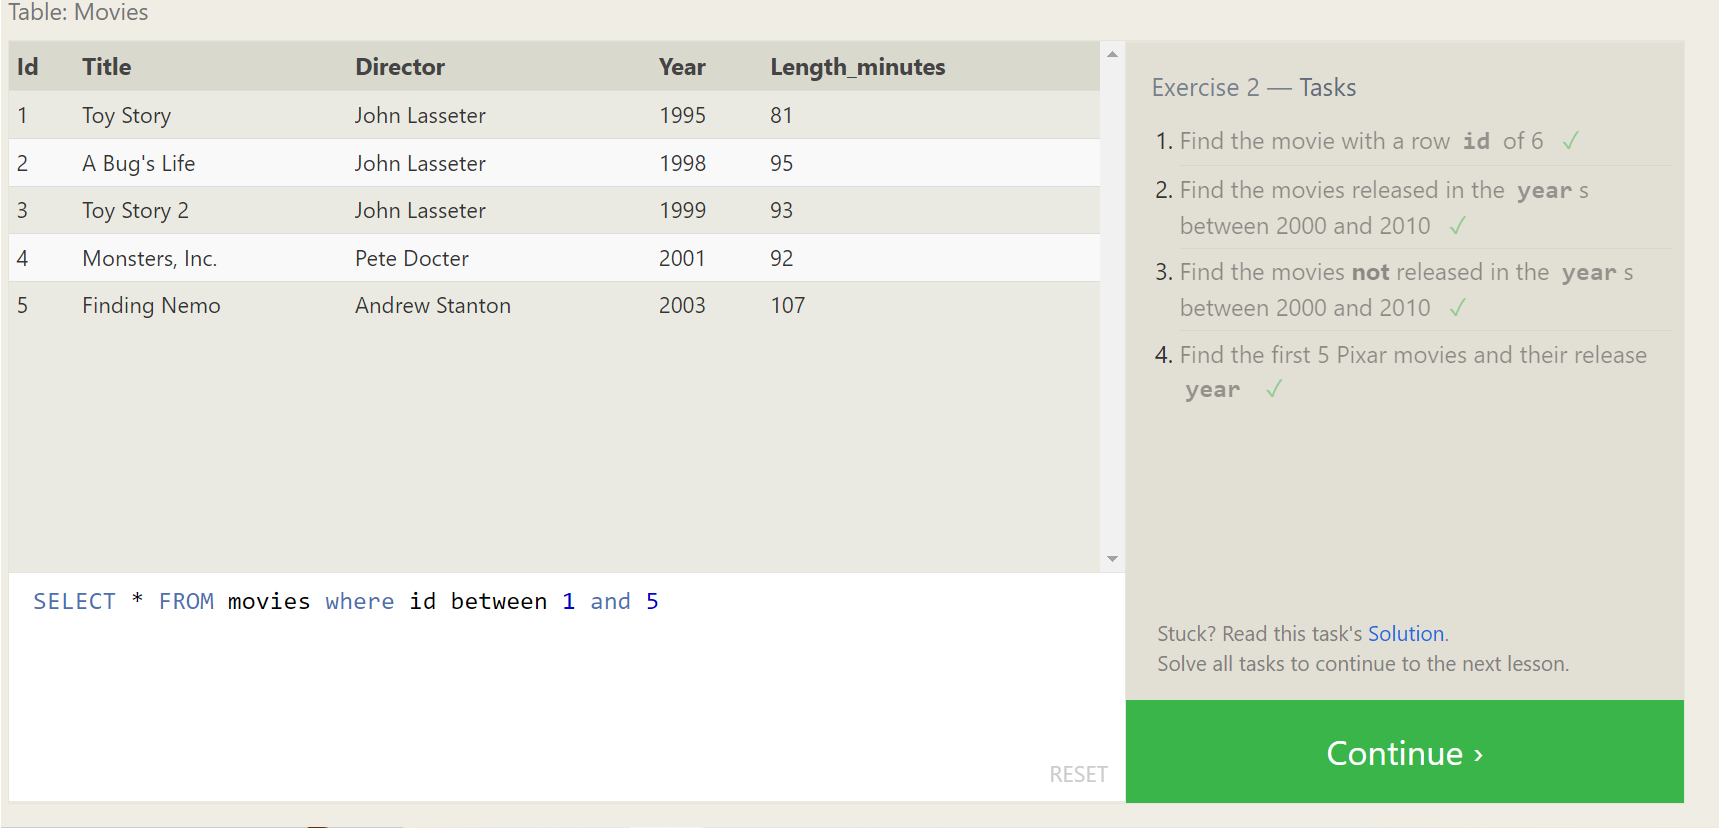 Table: Movies
Id Title Director Year Length_minutes
1 Toy Story John Lasseter 1995 81
2 A Bug's Life John Lasseter 1998 95
3 Toy Story 2 John Lasseter 1999 93
4 Monsters, Inc. Pete Docter 2001 92
5 Finding Nemo Andrew Stanton 2003 107
SELECT * FROM movies where id between 1 and 5
RESET
Exercise 2 — Tasks
1. Find the movie with a row id of 6 ✓
2. Find the movies released in the year s
between 2000 and 2010 ✓
3. Find the movies not released in the year s
between 2000 and 2010 ✓
4. Find the first 5 Pixar movies and their release
year ✓
Stuck? Read this task's Solution.
Solve all tasks to continue to the next lesson.
Continue ›